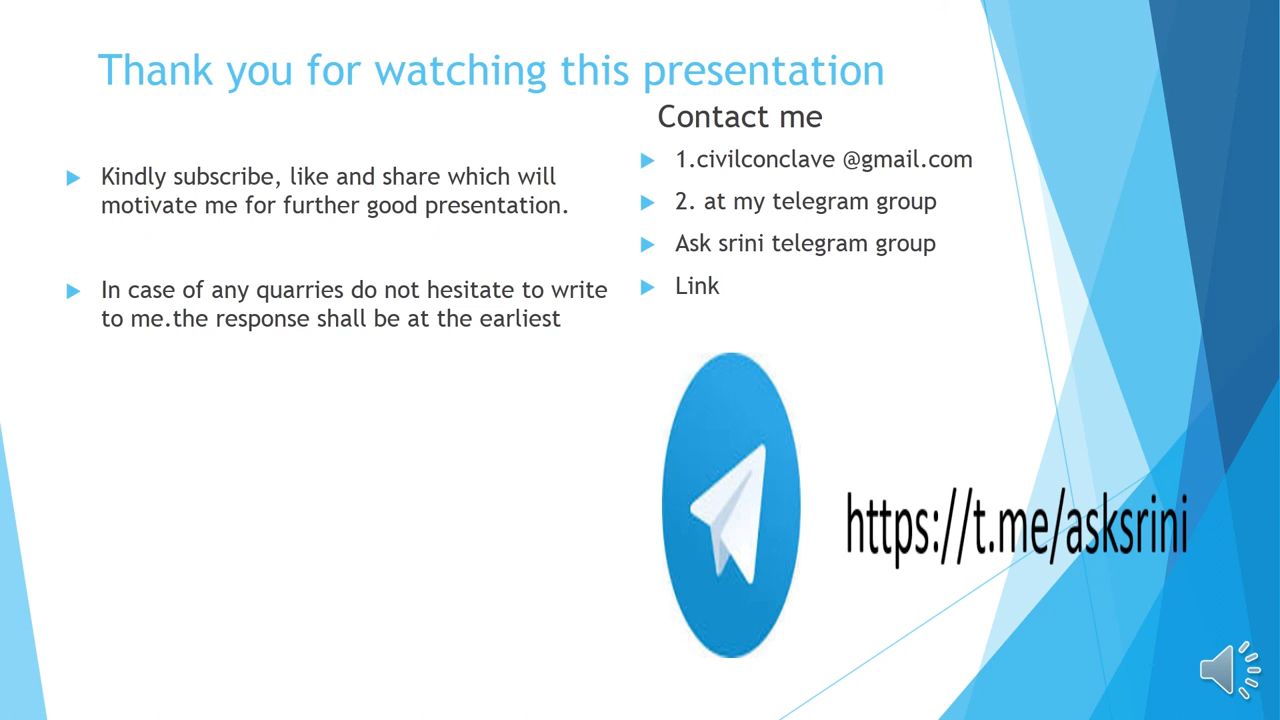 Thank you for watching this presentation
Kindly subscribe, like and share which will
motivate me for further good presentation.
In case of any quarries do not hesitate to write
to me.the response shall be at the earliest
Contact me
1.civilconclave @gmail.com
2. at my telegram group
Ask srini telegram group
Link
https://t.me/asksrini